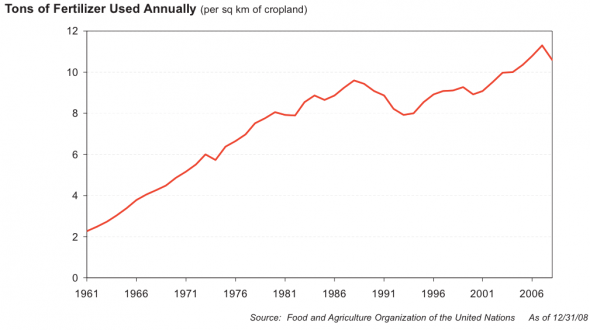 Tons of Fertilizer Used Annually (per sq km of cropland)
12
10
8
6
4
2
0
1961 1966 1971 1976 1981 1986 1991 1996 2001 2006
Source: Food and Agriculture Organization of the United Nations As of 12/31/08